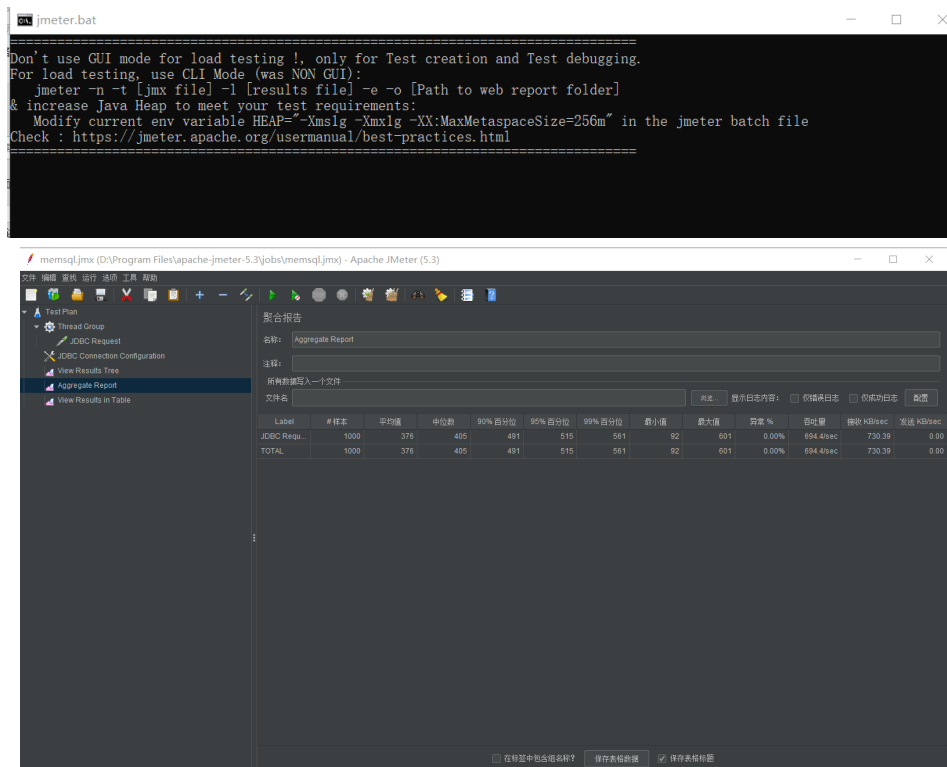 jmeter.bat
================================================================================
Don't use GUI mode for load testing !, only for Test creation and Test debugging.
For load testing, use CLI Mode (was NON GUI):
   jmeter -n -t [jmx file] -l [results file] -e -o [Path to web report folder]
& increase Java Heap to meet your test requirements:
   Modify current env variable HEAP="-Xms1g -Xmx1g -XX:MaxMetaspaceSize=256m" in the jmeter batch file
Check : https://jmeter.apache.org/usermanual/best-practices.html
================================================================================
memsql.jmx (D:\Program Files\apache-jmeter-5.3\jobs\memsql.jmx) - Apache JMeter (5.3)
文件 编辑 查找 运行 选项 工具 帮助
Test Plan
Thread Group
JDBC Request
JDBC Connection Configuration
View Results Tree
Aggregate Report
View Results in Table
聚合报告
名称: Aggregate Report
注释:
所有数据写入一个文件
文件名 浏览... 显示日志内容: 仅错误日志 仅成功日志 配置
Label # 样本 平均值 中位数 90% 百分位 95% 百分位 99% 百分位 最小值 最大值 异常 % 吞吐量 接收 KB/sec 发送 KB/sec
JDBC Requ... 1000 376 405 491 515 561 92 601 0.00% 694.4/sec 730.39 0.00
TOTAL 1000 376 405 491 515 561 92 601 0.00% 694.4/sec 730.39 0.00
在标签中包含组名称? 保存表格数据 保存表格标题